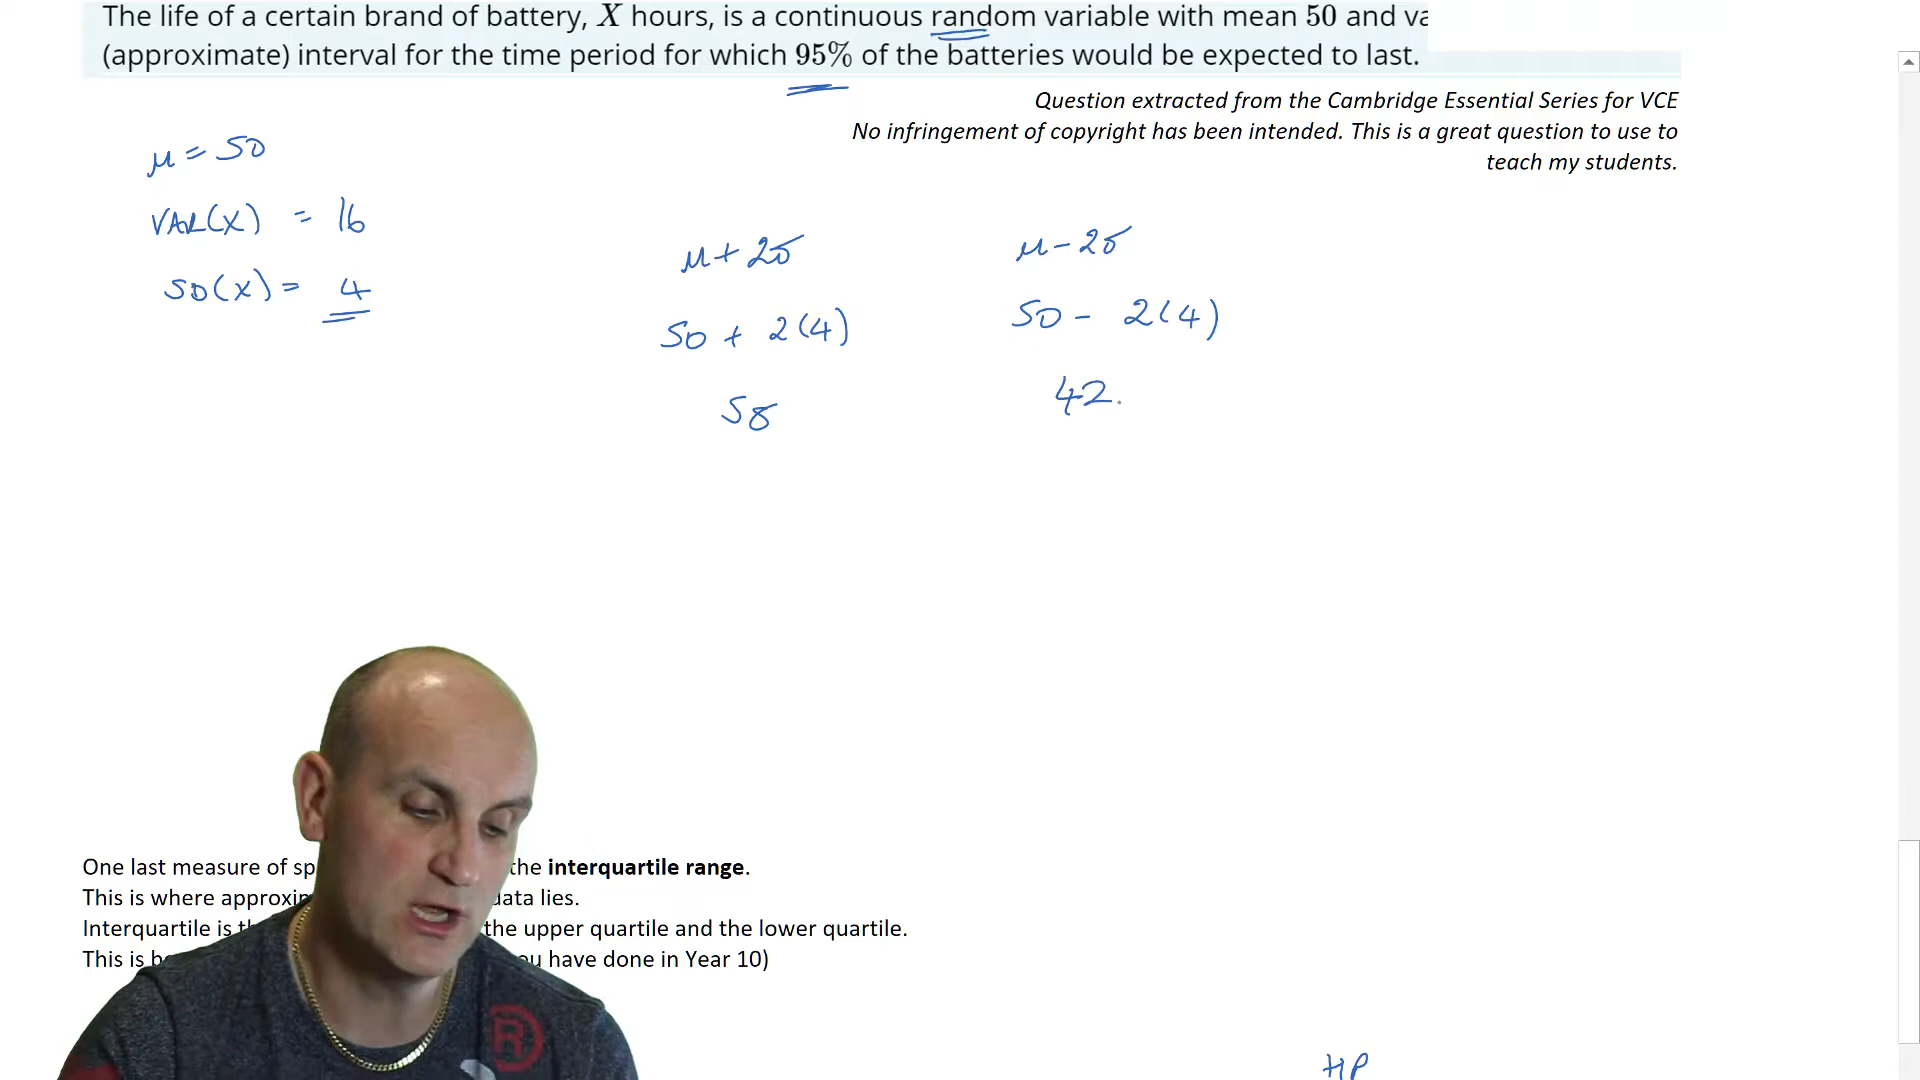 The life of a certain brand of battery, X hours, is a continuous random variable with mean 50 and va
(approximate) interval for the time period for which 95% of the batteries would be expected to last.
Question extracted from the Cambridge Essential Series for VCE
No infringement of copyright has been intended. This is a great question to use to
teach my students.
μ = 50
VAR(X) = 16
SD(X) = 4
μ + 2σ
50 + 2(4)
58
μ - 2σ
50 - 2(4)
42.
One last measure of sp the interquartile range.
This is where approxim data lies.
Interquartile is the upper quartile and the lower quartile.
This is have done in Year 10)
HP
R